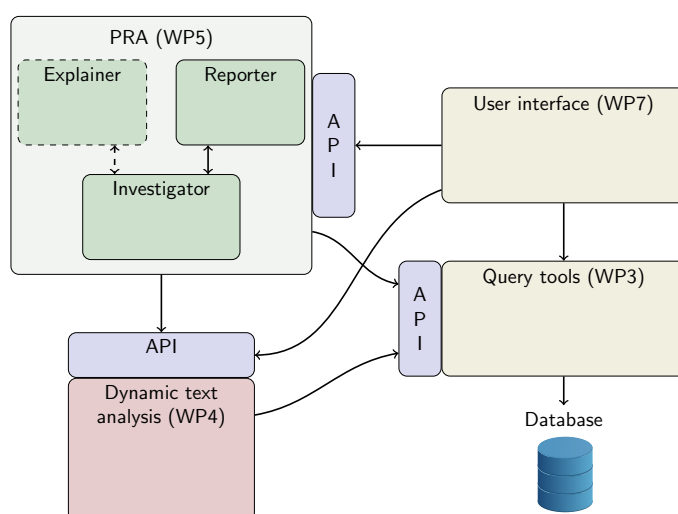 PRA (WP5)
Explainer
Reporter
Investigator
A
P
I
User interface (WP7)
Query tools (WP3)
A
P
I
API
Dynamic text
analysis (WP4)
Database